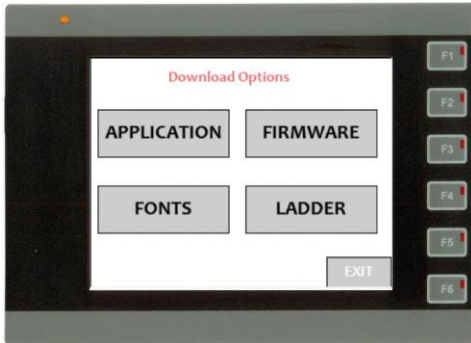 Download Options
F1
APPLICATION
FIRMWARE
F2
F3
FONTS
LADDER
F4
F5
EXIT
F6